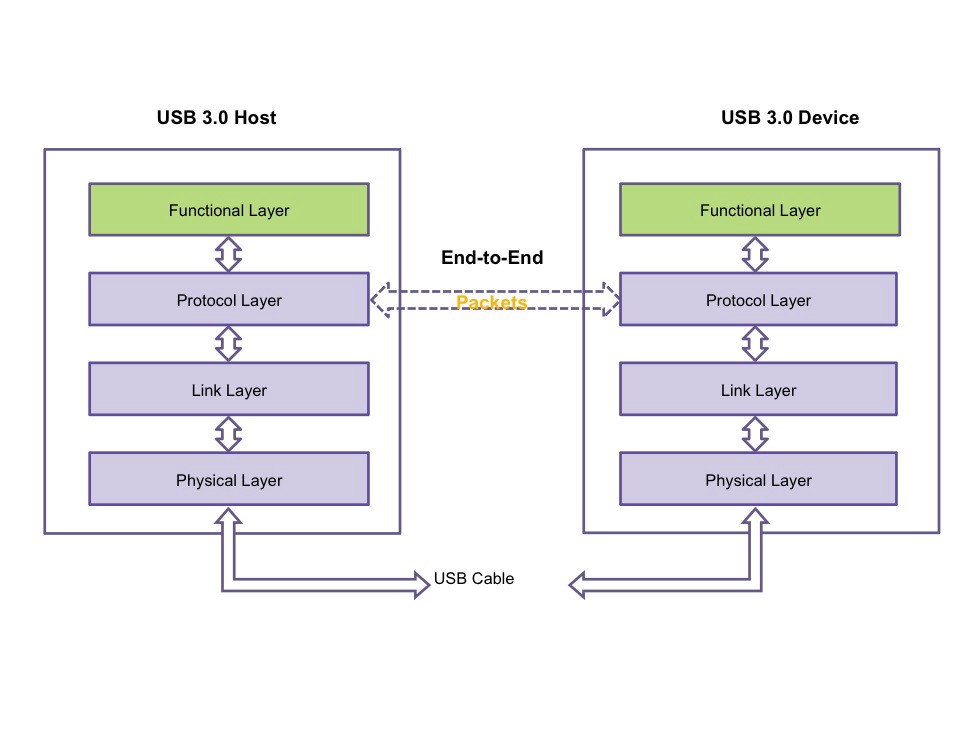 USB 3.0 Host
USB 3.0 Device
Functional Layer
Functional Layer
End-to-End
Protocol Layer
Packets
Protocol Layer
Link Layer
Link Layer
Physical Layer
Physical Layer
USB Cable